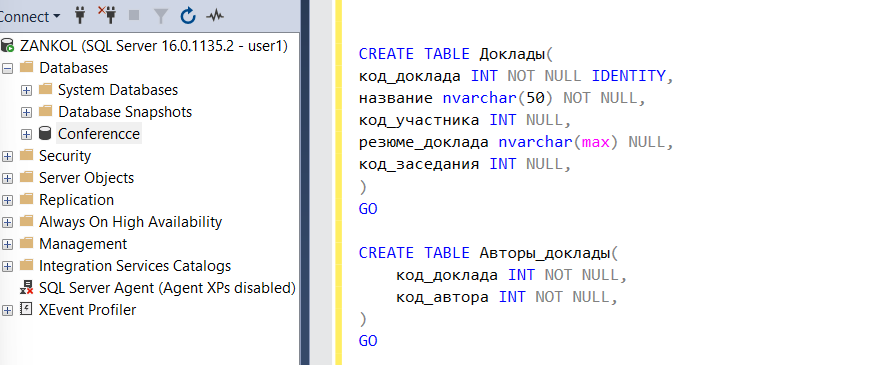 Connect
ZANKOL (SQL Server 16.0.1135.2 - user1)
Databases
System Databases
Database Snapshots
Conferencce
Security
Server Objects
Replication
Always On High Availability
Management
Integration Services Catalogs
SQL Server Agent (Agent XPs disabled)
XEvent Profiler
CREATE TABLE Доклады(
код_доклада INT NOT NULL IDENTITY,
название nvarchar(50) NOT NULL,
код_участника INT NULL,
резюме_доклада nvarchar(max) NULL,
код_заседания INT NULL,
)
GO
CREATE TABLE Авторы_доклады(
код_доклада INT NOT NULL,
код_автора INT NOT NULL,
)
GO